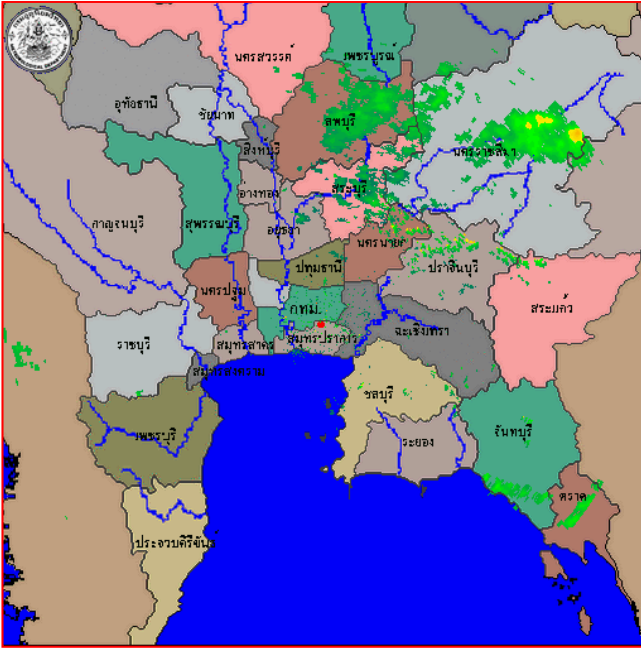 นครสวรรค์
เพชรบูรณ์
อุทัยธานี
ชัยนาท
ลพบุรี
สิงห์บุรี
นครราชสีมา
อ่างทอง
สระบุรี
กาญจนบุรี
สุพรรณบุรี
อยุธยา
นครนายก
ปทุมธานี
ปราจีนบุรี
นครปฐม
กทม.
สระแก้ว
ราชบุรี
สมุทรสาคร
สมุทรปราการ
ฉะเชิงเทรา
สมุทรสงคราม
ชลบุรี
เพชรบุรี
ระยอง
จันทบุรี
ตราด
ประจวบคีรีขันธ์